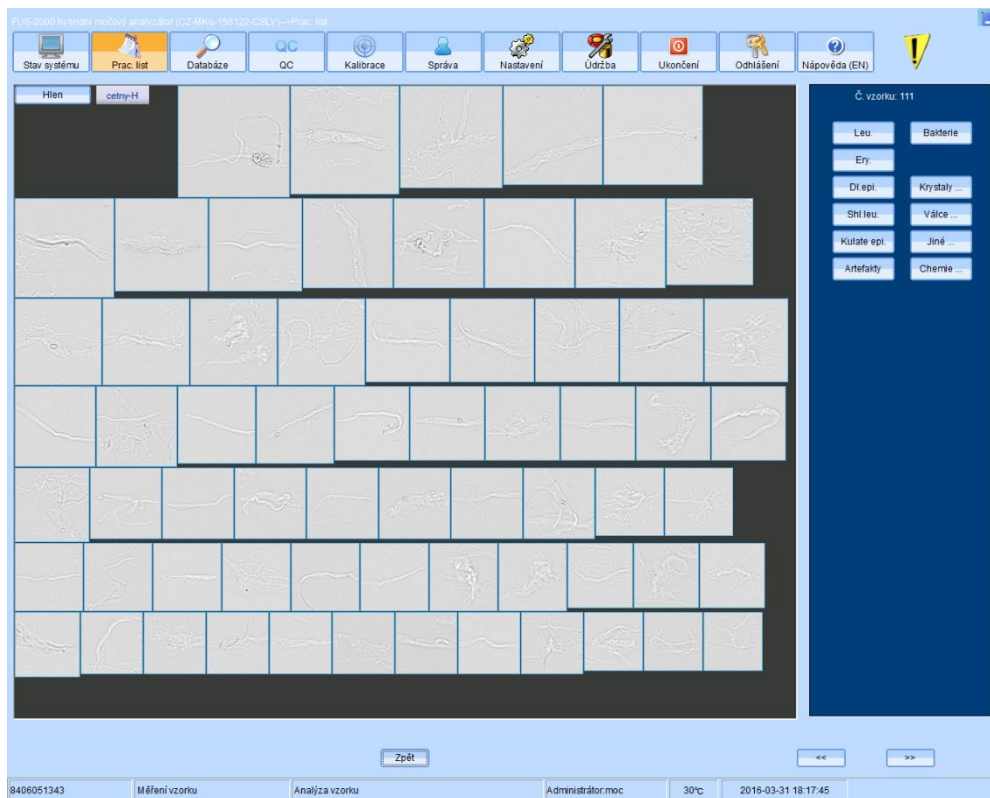 FUS-2000 hybridní močový analyzátor (CZ-MKo-150122-CSLV)-->Prac. list
Stav systému
Prac. list
Databáze
QC
QC
Kalibrace
Správa
Nastavení
Údržba
Ukončení
Odhlášení
Nápověda (EN)
Hlen
cetny-H
Č. vzorku: 111
Leu.
Bakterie
Ery.
Dl.epi.
Krystaly ...
Shl.leu.
Válce ...
Kulate epi.
Jiné ...
Artefakty
Chemie ...
Zpět
<<
>>
8406051343
Měření vzorku
Analýza vzorku
Administrátor:moc
30°C
2016-03-31 18:17:45